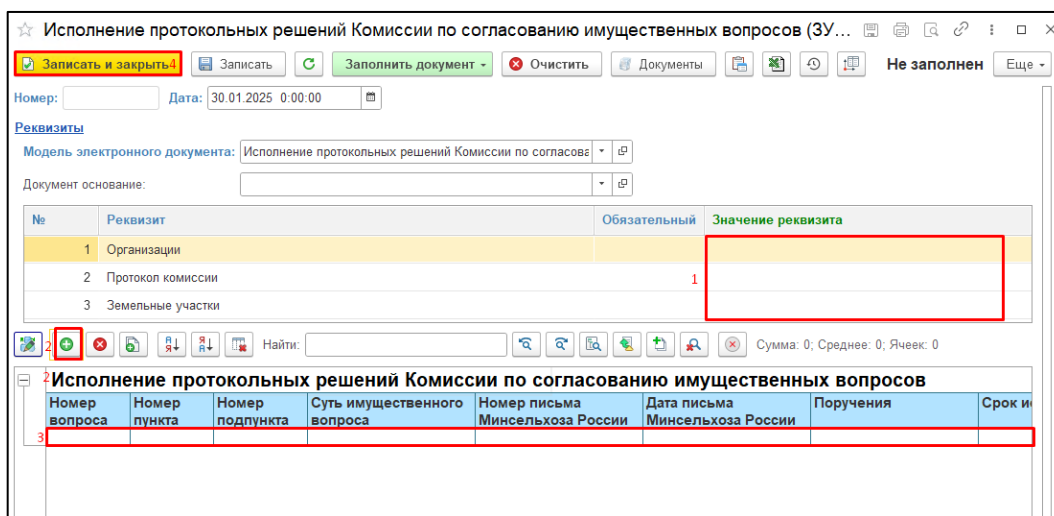 Исполнение протокольных решений Комиссии по согласованию имущественных вопросов (ЗУ...
Записать и закрыть4 Записать Заполнить документ Очистить Документы Не заполнен Еще
Номер: Дата: 30.01.2025 0:00:00
Реквизиты
Модель электронного документа: Исполнение протокольных решений Комиссии по согласова
Документ основание:
№ Реквизит Обязательный Значение реквизита
1 Организации
2 Протокол комиссии 1
3 Земельные участки
2 Найти: Сумма: 0; Среднее: 0; Ячеек: 0
2 Исполнение протокольных решений Комиссии по согласованию имущественных вопросов
Номер Номер Номер Суть имущественного Номер письма Дата письма Поручения Срок ис
вопроса пункта подпункта вопроса Минсельхоза России Минсельхоза России
3